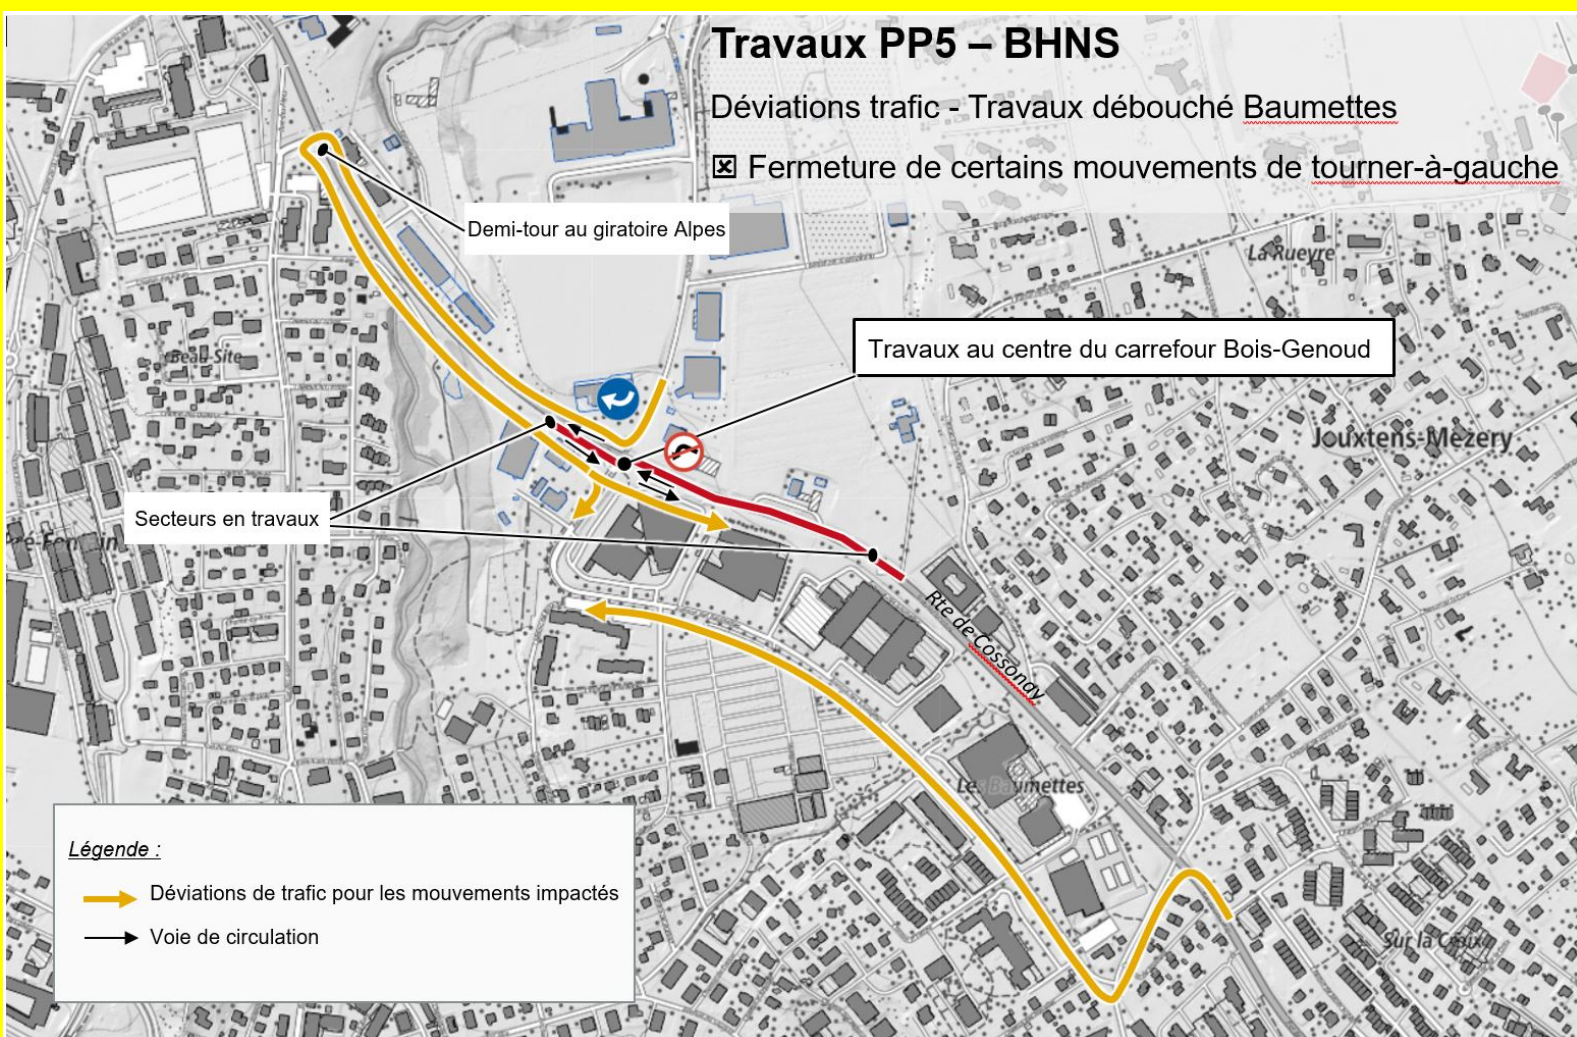 Travaux PP5 – BHNS
Déviations trafic - Travaux débouché Baumettes
☒ Fermeture de certains mouvements de tourner-à-gauche
Demi-tour au giratoire Alpes
La Rueyre
Travaux au centre du carrefour Bois-Genoud
Beau-Site
Jouxtens-Mézery
Secteurs en travaux
Rte de Cossonay
Les Baumettes
Légende :
Déviations de trafic pour les mouvements impactés
Voie de circulation
Sur la Croix